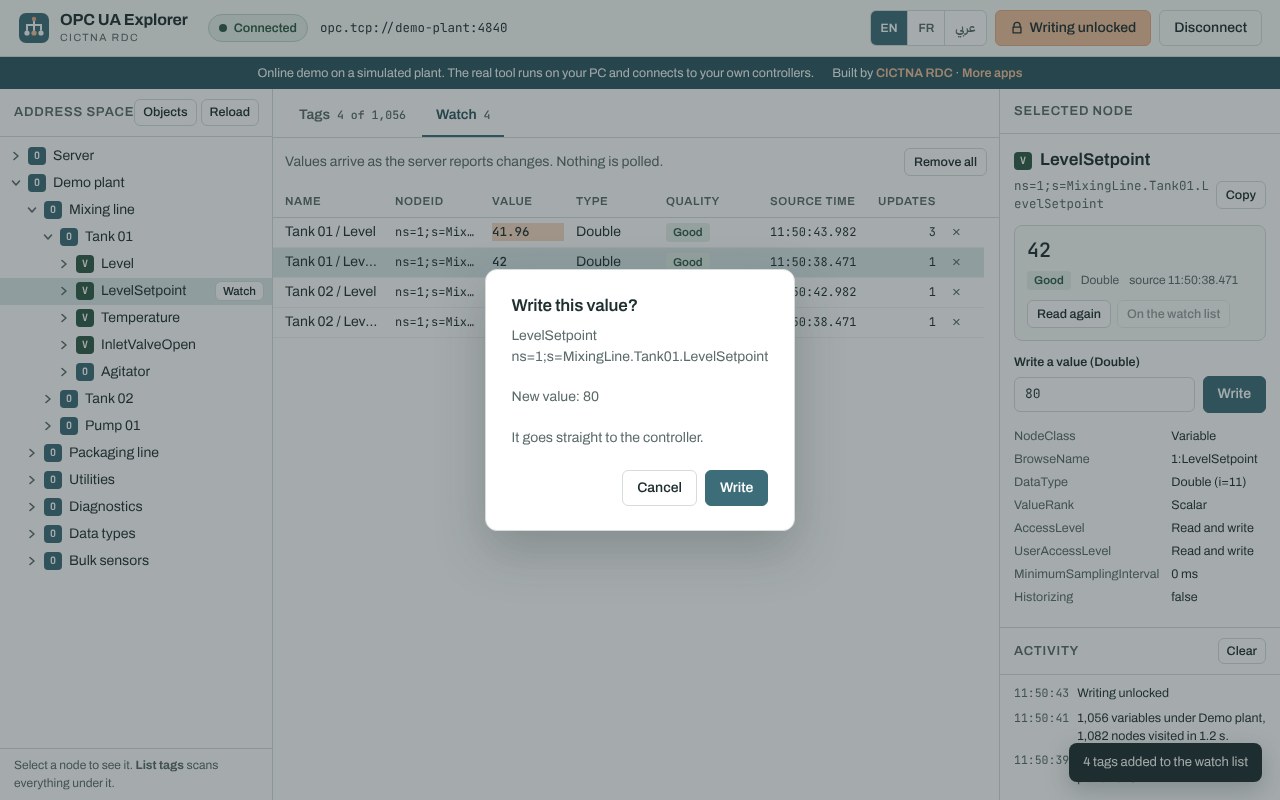 OPC UA Explorer
CICTNA RDC
Connected
opc.tcp://demo-plant:4840
EN
FR
عربي
Writing unlocked
Disconnect
Online demo on a simulated plant. The real tool runs on your PC and connects to your own controllers. Built by CICTNA RDC · More apps
ADDRESS SPACE
Objects
Reload
O Server
O Demo plant
O Mixing line
O Tank 01
V Level
V LevelSetpoint Watch
V Temperature
V InletValveOpen
O Agitator
O Tank 02
O Pump 01
O Packaging line
O Utilities
O Diagnostics
O Data types
O Bulk sensors
Select a node to see it. List tags scans
everything under it.
Tags 4 of 1,056
Watch 4
Values arrive as the server reports changes. Nothing is polled.
Remove all
NAME NODEID VALUE TYPE QUALITY SOURCE TIME UPDATES
Tank 01 / Level ns=1;s=Mix… 41.96 Double Good 11:50:43.982 3 ×
Tank 01 / Lev… ns=1;s=Mix… 42 Double Good 11:50:38.471 1 ×
Tank 02 / Level ns=1;s=Mix… 50:42.982 1 ×
Tank 02 / Lev… ns=1;s=Mix… 50:38.471 1 ×
Write this value?
LevelSetpoint
ns=1;s=MixingLine.Tank01.LevelSetpoint
New value: 80
It goes straight to the controller.
Cancel
Write
SELECTED NODE
V LevelSetpoint
ns=1;s=MixingLine.Tank01.L
evelSetpoint
Copy
42
Good Double source 11:50:38.471
Read again
On the watch list
Write a value (Double)
80
Write
NodeClass Variable
BrowseName 1:LevelSetpoint
DataType Double (i=11)
ValueRank Scalar
AccessLevel Read and write
UserAccessLevel Read and write
MinimumSamplingInterval 0 ms
Historizing false
ACTIVITY
Clear
11:50:43 Writing unlocked
11:50:41 1,056 variables under Demo plant,
1,082 nodes visited in 1.2 s.
11:50:39
4 tags added to the watch list